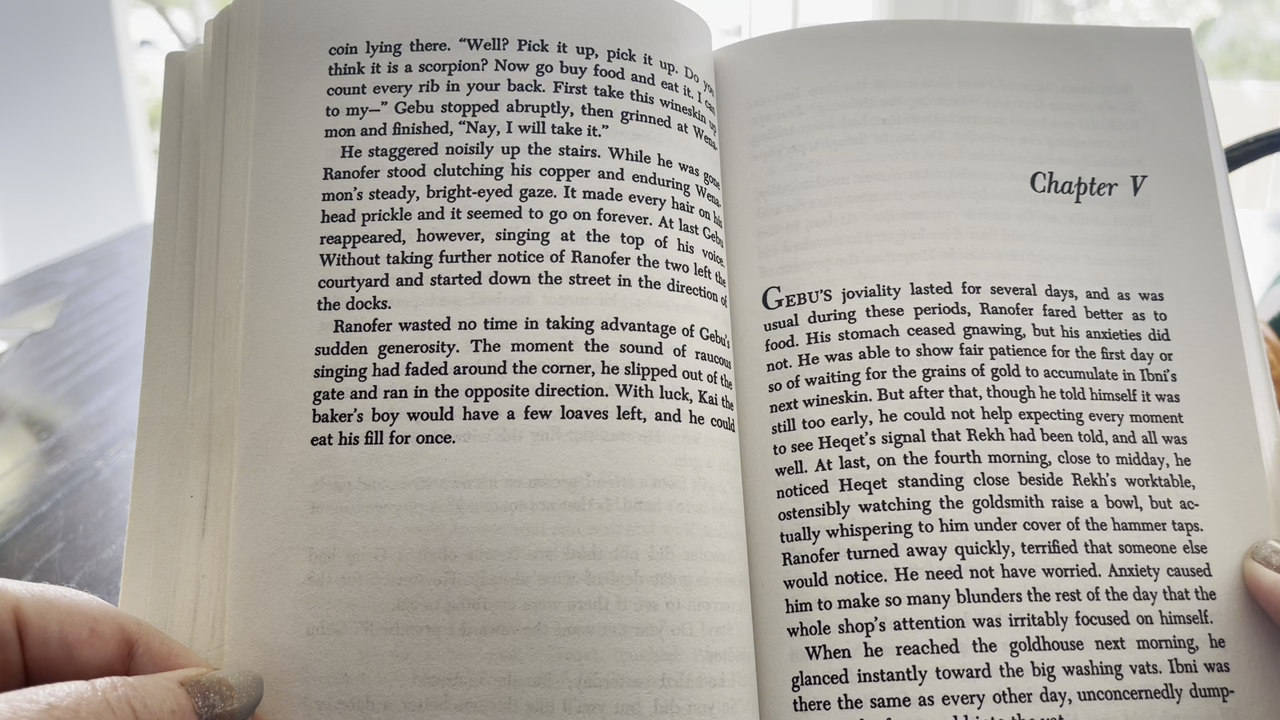 coin lying there. “Well? Pick it up, pick it up. Do you
think it is a scorpion? Now go buy food and eat it. I can
count every rib in your back. First take this wineskin up
to my—” Gebu stopped abruptly, then grinned at Wena-
mon and finished, “Nay, I will take it.”
He staggered noisily up the stairs. While he was gone
Ranofer stood clutching his copper and enduring Wena-
mon’s steady, bright-eyed gaze. It made every hair on his
head prickle and it seemed to go on forever. At last Gebu
reappeared, however, singing at the top of his voice.
Without taking further notice of Ranofer the two left the
courtyard and started down the street in the direction of
the docks.
Ranofer wasted no time in taking advantage of Gebu’s
sudden generosity. The moment the sound of raucous
singing had faded around the corner, he slipped out of the
gate and ran in the opposite direction. With luck, Kai the
baker’s boy would have a few loaves left, and he could
eat his fill for once.
Chapter V
GEBU’S joviality lasted for several days, and as was
usual during these periods, Ranofer fared better as to
food. His stomach ceased gnawing, but his anxieties did
not. He was able to show fair patience for the first day or
so of waiting for the grains of gold to accumulate in Ibni’s
next wineskin. But after that, though he told himself it was
still too early, he could not help expecting every moment
to see Heqet’s signal that Rekh had been told, and all was
well. At last, on the fourth morning, close to midday, he
noticed Heqet standing close beside Rekh’s worktable,
ostensibly watching the goldsmith raise a bowl, but ac-
tually whispering to him under cover of the hammer taps.
Ranofer turned away quickly, terrified that someone else
would notice. He need not have worried. Anxiety caused
him to make so many blunders the rest of the day that the
whole shop’s attention was irritably focused on himself.
When he reached the goldhouse next morning, he
glanced instantly toward the big washing vats. Ibni was
there the same as every other day, unconcernedly dump-